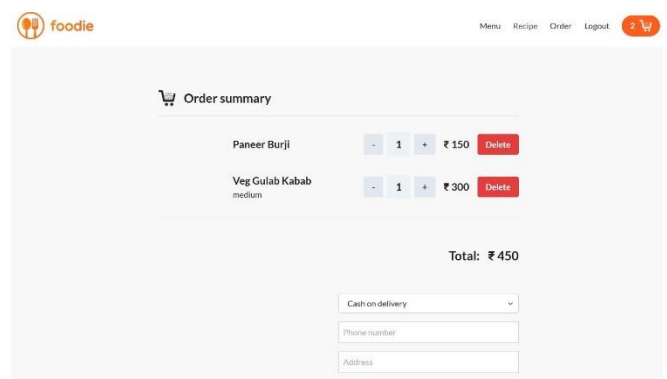 foodie
Menu Recipe Order Logout 2
Order summary
Paneer Burji - 1 + ₹ 150 Delete
Veg Gulab Kabab
medium
- 1 + ₹ 300 Delete
Total: ₹ 450
Cash on delivery
Phone number
Address